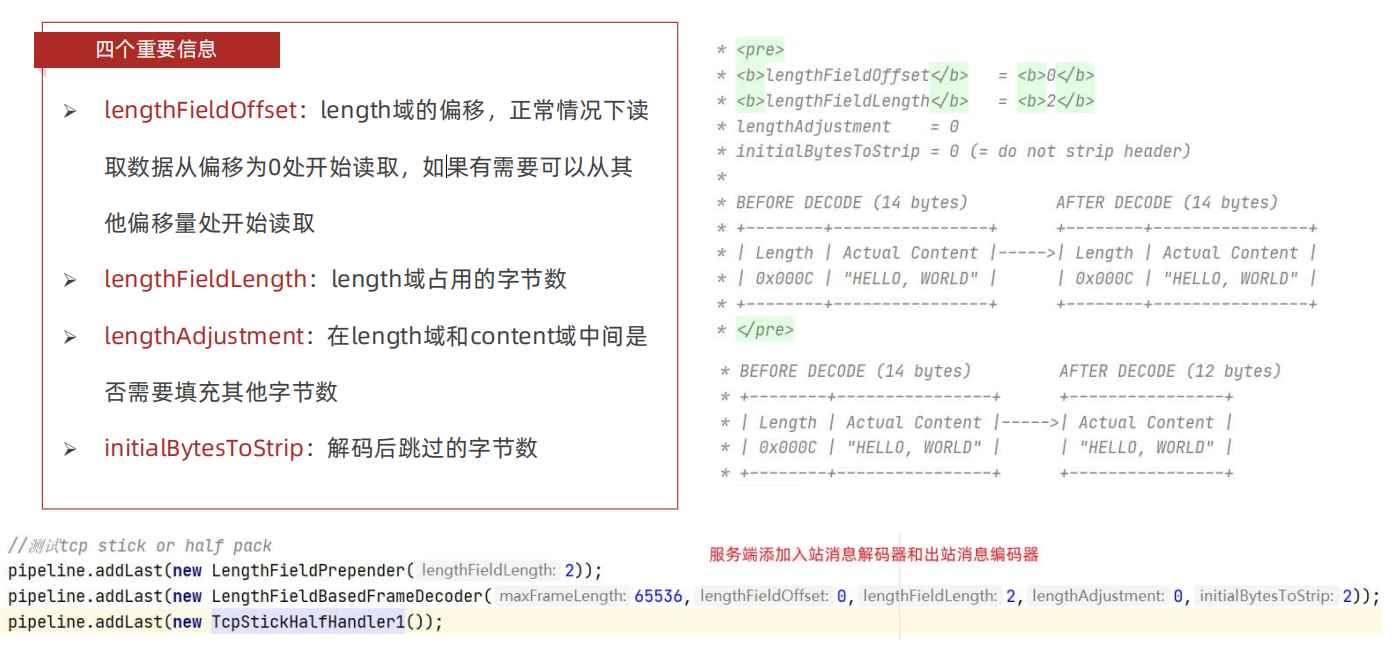 四个重要信息
➢ lengthFieldOffset：length域的偏移，正常情况下读
取数据从偏移为0处开始读取，如果有需要可以从其
他偏移量处开始读取
➢ lengthFieldLength：length域占用的字节数
➢ lengthAdjustment：在length域和content域中间是
否需要填充其他字节数
➢ initialBytesToStrip：解码后跳过的字节数
* <pre>
* <b>lengthFieldOffset</b>   = <b>0</b>
* <b>lengthFieldLength</b>   = <b>2</b>
* lengthAdjustment    = 0
* initialBytesToStrip = 0 (= do not strip header)
*
* BEFORE DECODE (14 bytes)         AFTER DECODE (14 bytes)
* +--------+----------------+      +--------+----------------+
* | Length | Actual Content |----->| Length | Actual Content |
* | 0x000C | "HELLO, WORLD" |      | 0x000C | "HELLO, WORLD" |
* +--------+----------------+      +--------+----------------+
* </pre>
* BEFORE DECODE (14 bytes)         AFTER DECODE (12 bytes)
* +--------+----------------+      +----------------+
* | Length | Actual Content |----->| Actual Content |
* | 0x000C | "HELLO, WORLD" |      | "HELLO, WORLD" |
* +--------+----------------+      +----------------+
//测试tcp stick or half pack
服务端添加入站消息解码器和出站消息编码器
pipeline.addLast(new LengthFieldPrepender( lengthFieldLength: 2));
pipeline.addLast(new LengthFieldBasedFrameDecoder( maxFrameLength: 65536, lengthFieldOffset: 0, lengthFieldLength: 2, lengthAdjustment: 0, initialBytesToStrip: 2));
pipeline.addLast(new TcpStickHalfHandler1());